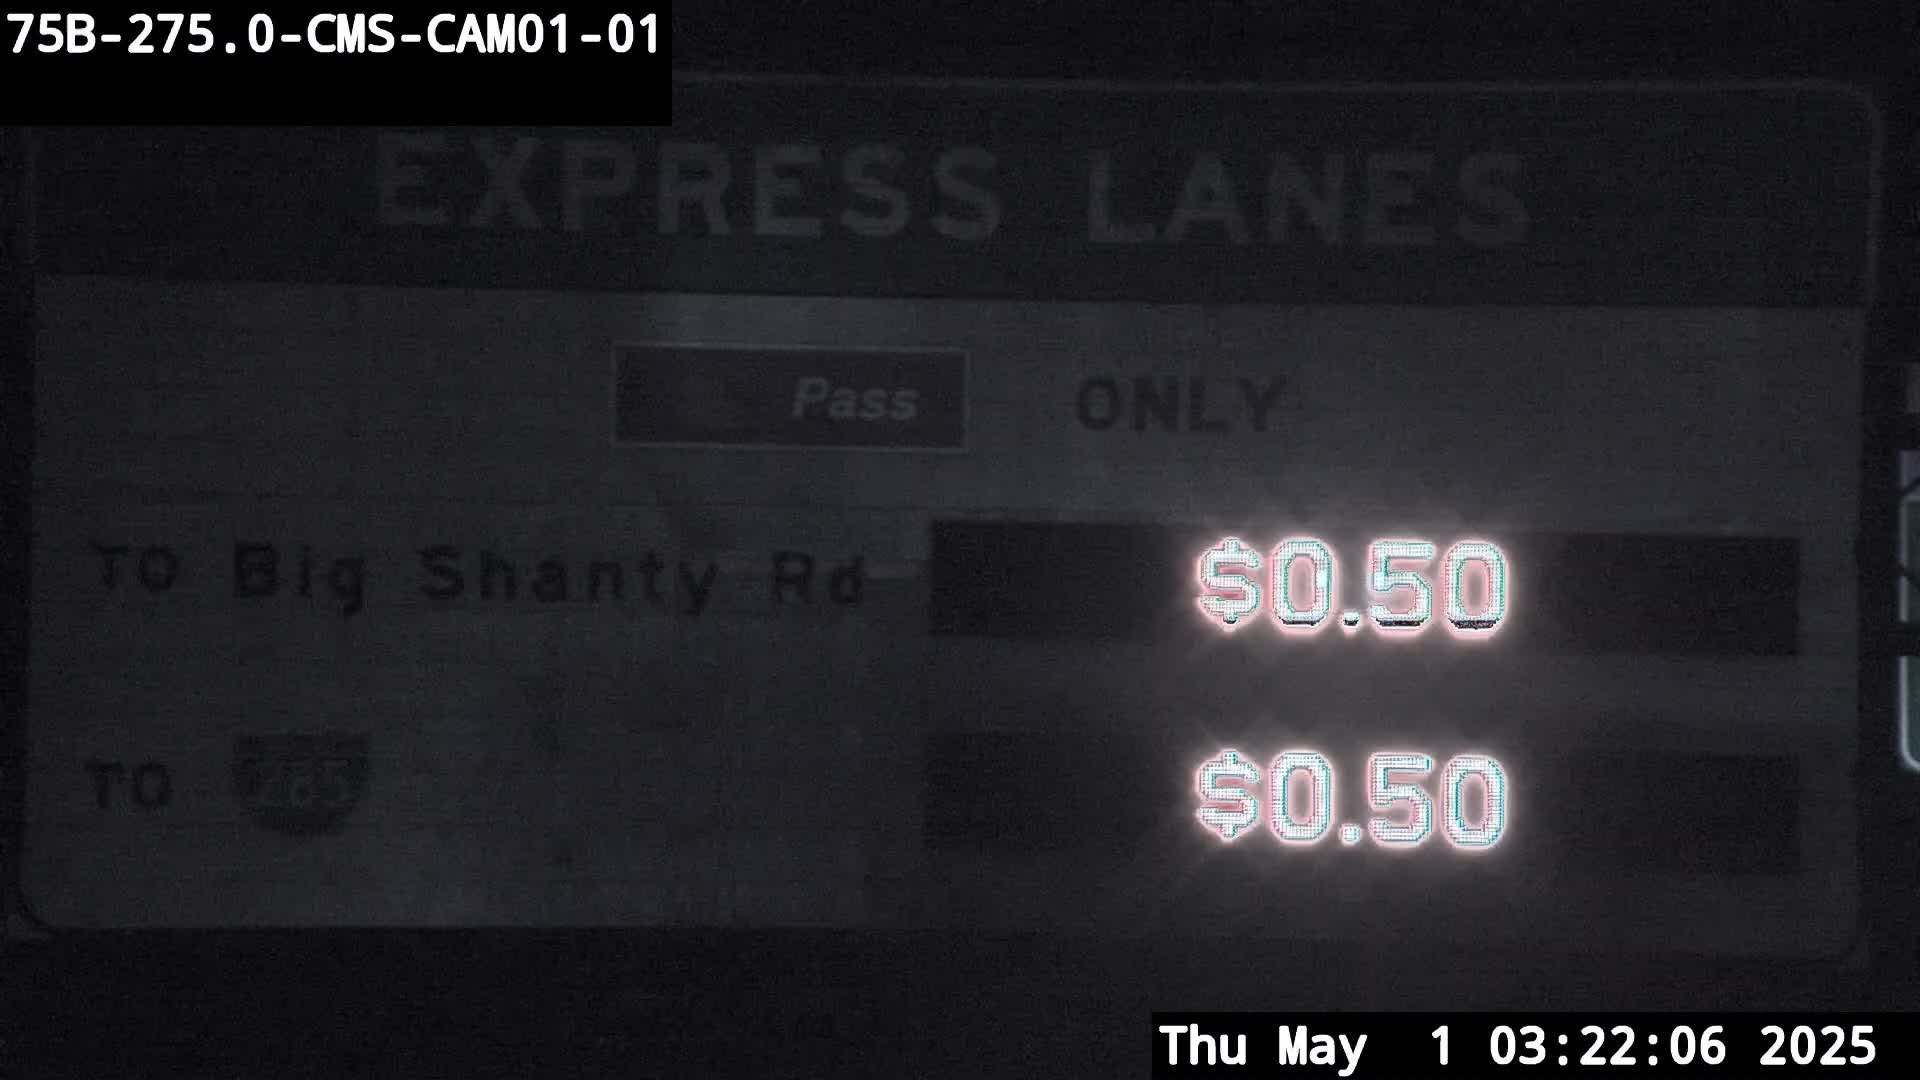 75B-275.0-CMS-CAM01-01
EXPRESS LANES
Pass ONLY
TO Big Shanty Rd $0.50
TO 285 $0.50
Thu May 1 03:22:06 2025